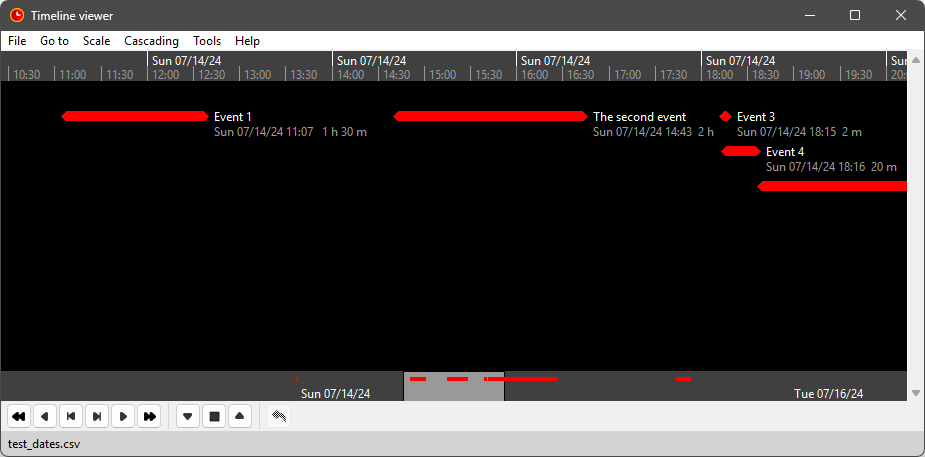 Timeline viewer
File Go to Scale Cascading Tools Help
Sun 07/14/24 Sun 07/14/24 Sun 07/14/24 Sun 07/14/24
10:30 11:00 11:30 12:00 12:30 13:00 13:30 14:00 14:30 15:00 15:30 16:00 16:30 17:00 17:30 18:00 18:30 19:00 19:30
Event 1 The second event Event 3
Sun 07/14/24 11:07 1 h 30 m Sun 07/14/24 14:43 2 h Sun 07/14/24 18:15 2 m
Event 4
Sun 07/14/24 18:16 20 m
Sun 07/14/24 Tue 07/16/24
test_dates.csv